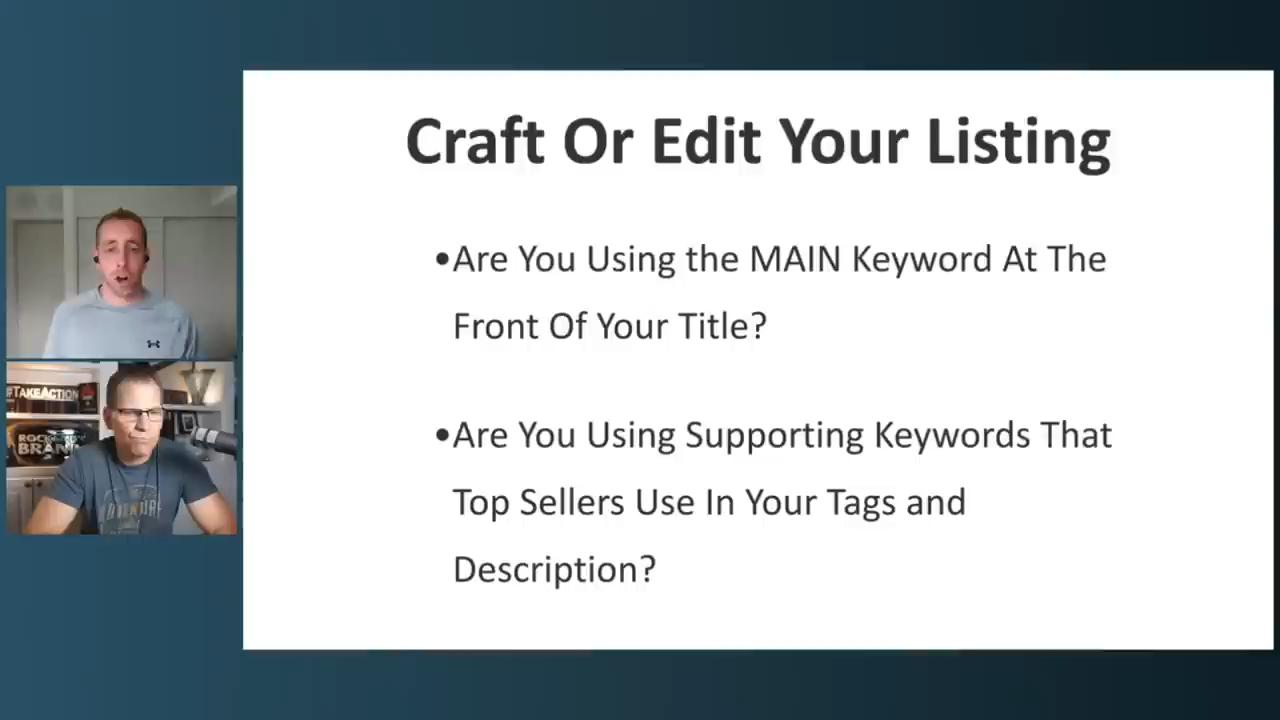 Craft Or Edit Your Listing
•Are You Using the MAIN Keyword At The
Front Of Your Title?
•Are You Using Supporting Keywords That
Top Sellers Use In Your Tags and
Description?
#TAKEACTION
BRAND